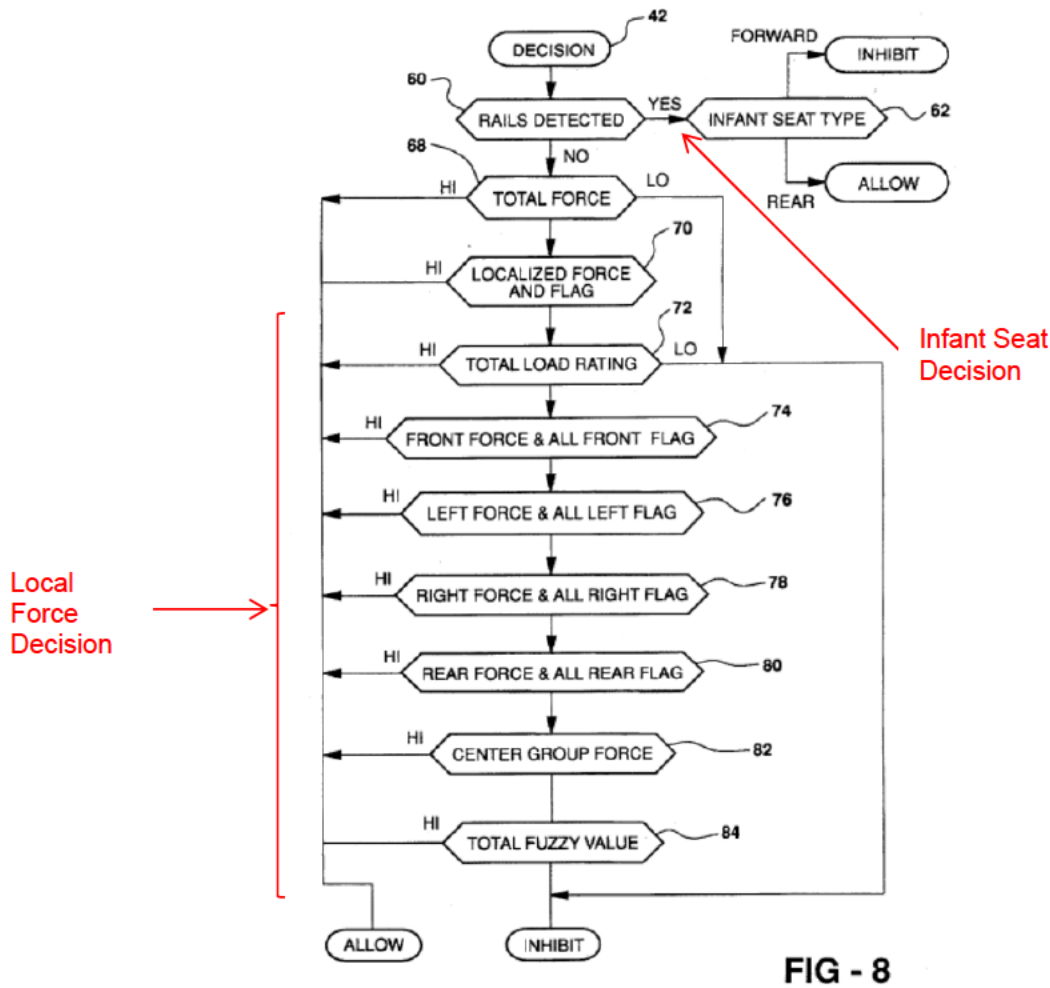 DECISION
42
FORWARD
INHIBIT
60
RAILS DETECTED
YES
INFANT SEAT TYPE
62
68
NO
HI
TOTAL FORCE
LO
REAR
ALLOW
70
HI
LOCALIZED FORCE
AND FLAG
72
HI
TOTAL LOAD RATING
LO
Infant Seat
Decision
74
HI
FRONT FORCE & ALL FRONT FLAG
HI
LEFT FORCE & ALL LEFT FLAG
76
Local
Force
Decision
HI
RIGHT FORCE & ALL RIGHT FLAG
78
HI
REAR FORCE & ALL REAR FLAG
80
HI
CENTER GROUP FORCE
82
HI
TOTAL FUZZY VALUE
84
ALLOW
INHIBIT
FIG - 8